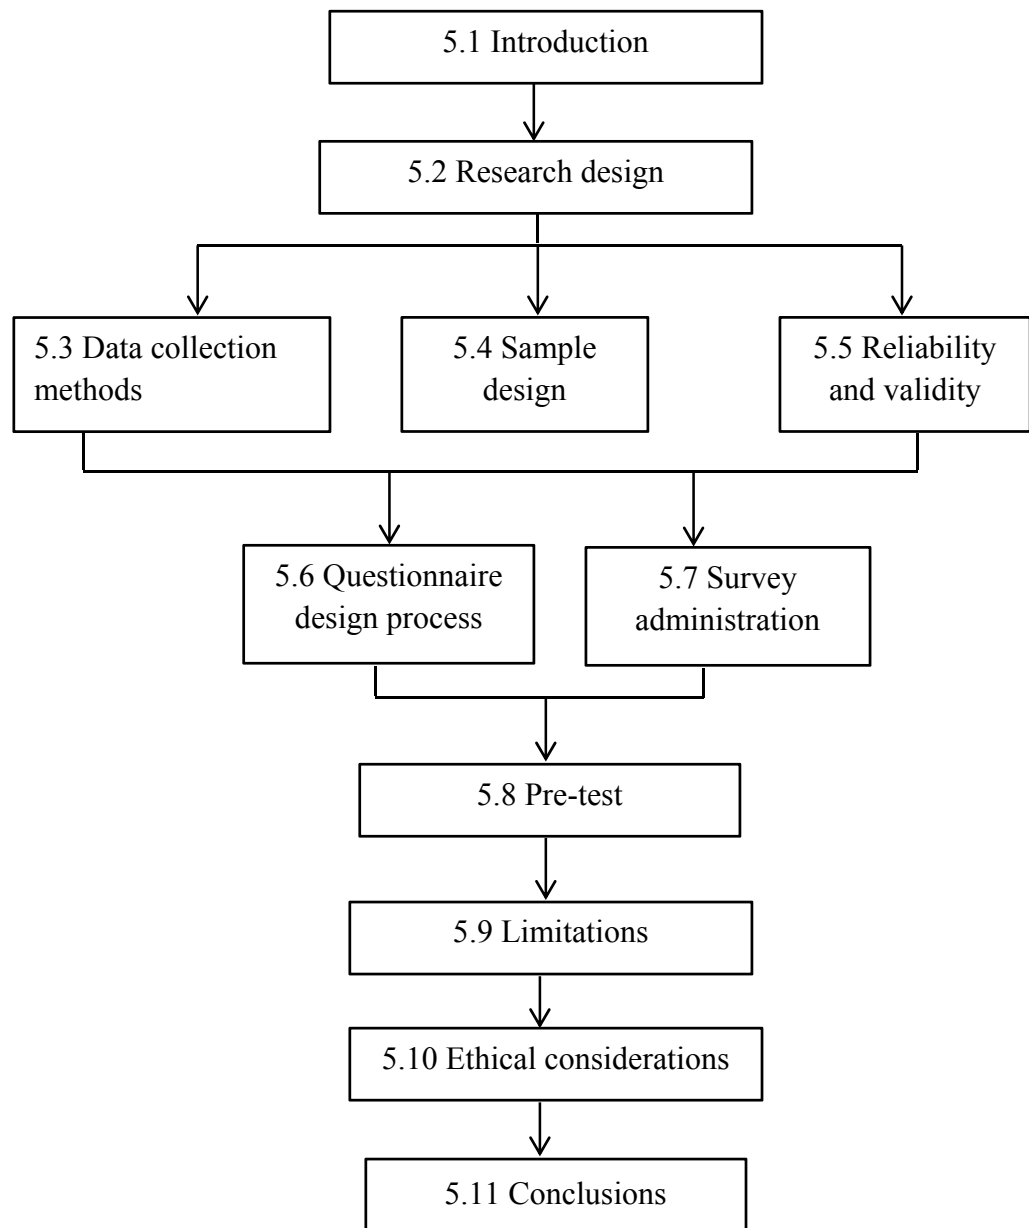 5.1 Introduction
5.2 Research design
5.3 Data collection
methods
5.4 Sample
design
5.5 Reliability
and validity
5.6 Questionnaire
design process
5.7 Survey
administration
5.8 Pre-test
5.9 Limitations
5.10 Ethical considerations
5.11 Conclusions